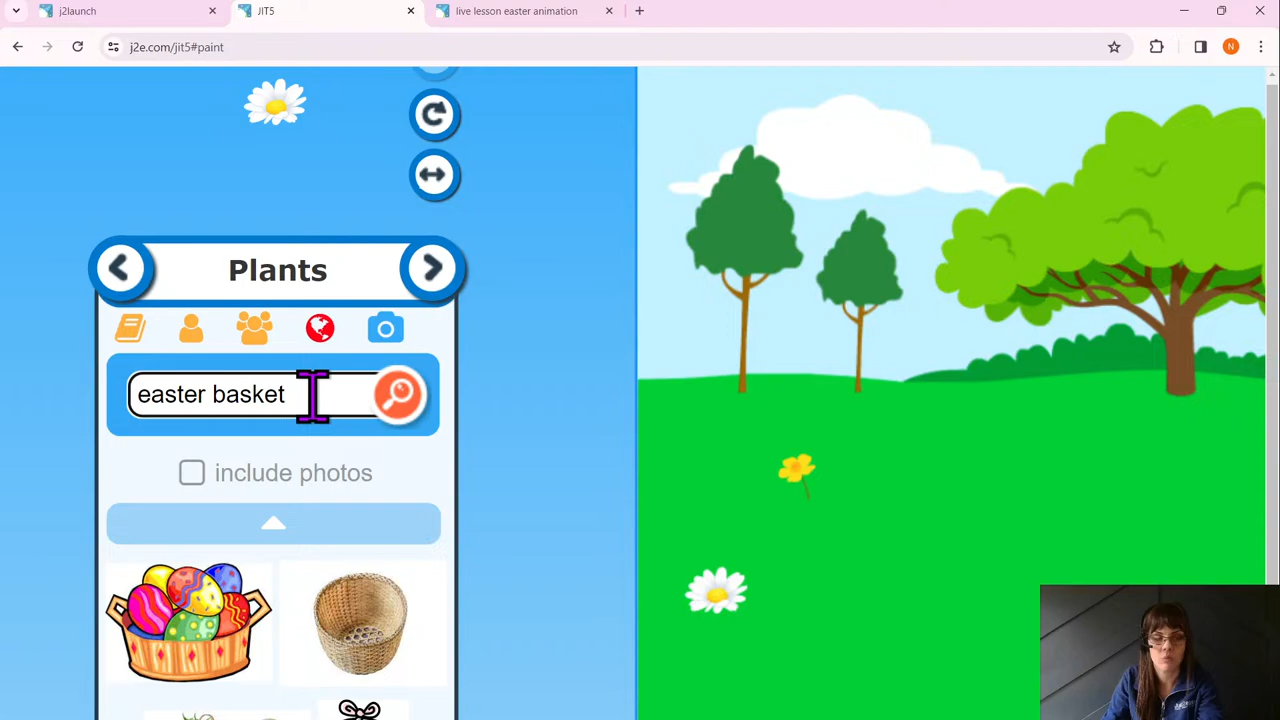 j2launch
JIT5
live lesson easter animation
j2e.com/jit5#paint
N
Plants
easter basket
include photos